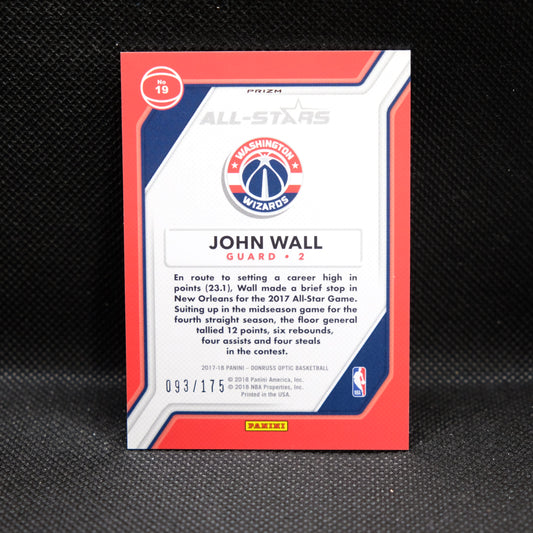 No
19
PRIZM
ALL-STARS
WASHINGTON
WIZARDS
JOHN WALL
GUARD • 2
En route to setting a career high in
points (23.1), Wall made a brief stop in
New Orleans for the 2017 All-Star Game.
Suiting up in the midseason game for the
fourth straight season, the floor general
tallied 12 points, six rebounds,
four assists and four steals
in the contest.
2017-18 PANINI – DONRUSS OPTIC BASKETBALL
093/175
© 2018 Panini America, Inc.
© 2018 NBA Properties, Inc.
Printed in the USA.
NBA
PANINI